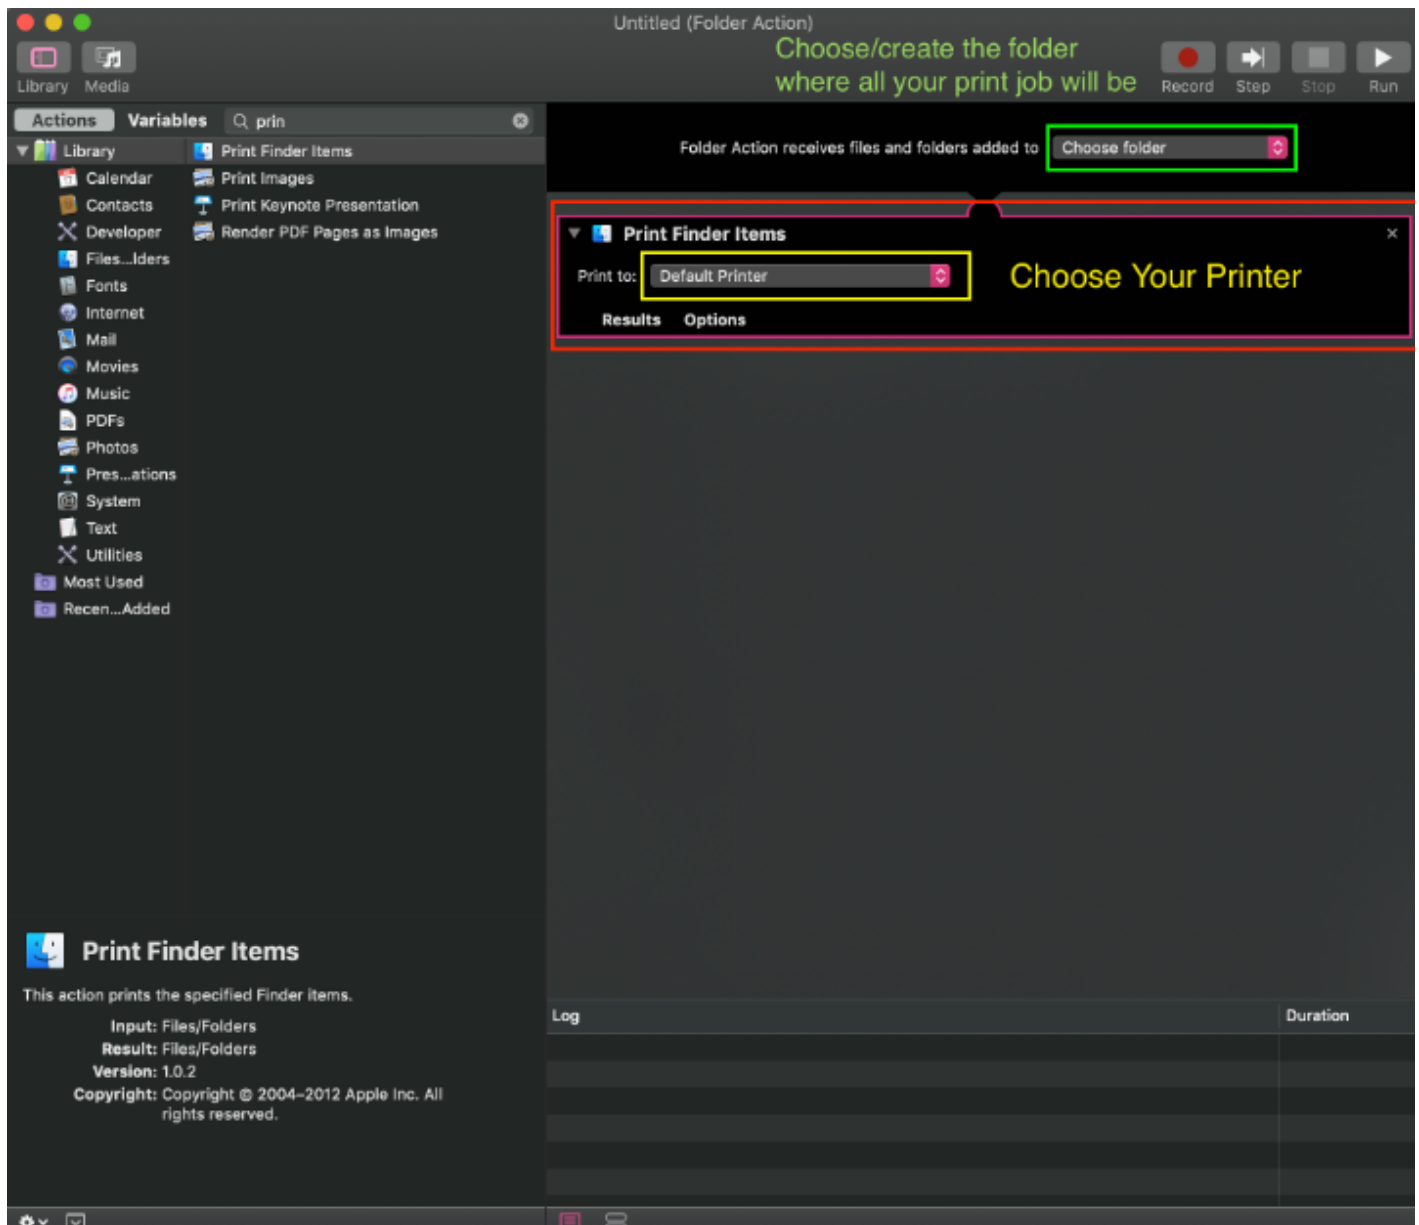 Untitled (Folder Action)
Choose/create the folder
where all your print job will be
Library Media
Record Step Stop Run
Actions Variables prin
Library
Calendar
Contacts
Developer
Files...lders
Fonts
Internet
Mail
Movies
Music
PDFs
Photos
Pres...ations
System
Text
Utilities
Most Used
Recen...Added
Print Finder Items
Print Images
Print Keynote Presentation
Render PDF Pages as Images
Folder Action receives files and folders added to Choose folder
Print Finder Items
Print to: Default Printer
Choose Your Printer
Results Options
Print Finder Items
This action prints the specified Finder items.
Input: Files/Folders
Result: Files/Folders
Version: 1.0.2
Copyright: Copyright © 2004–2012 Apple Inc. All
rights reserved.
Log Duration